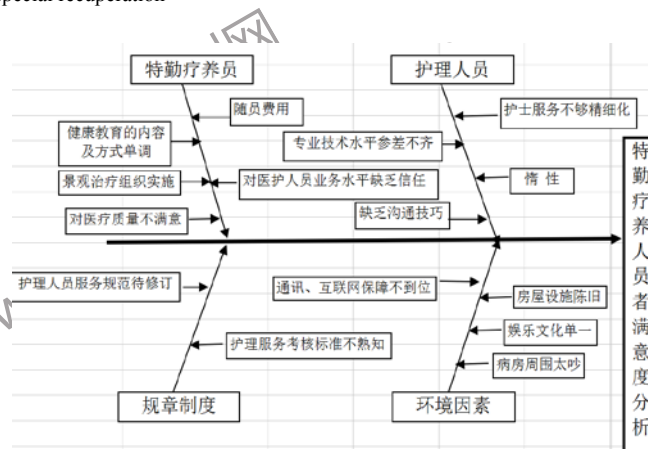 special recuperation
网
特勤疗养员
护理人员
随员费用
护士服务不够精细化
健康教育的内容
及方式单调
专业技术水平参差不齐
景观治疗组织实施
对医护人员业务水平缺乏信任
惰 性
对医疗质量不满意
缺乏沟通技巧
特
勤
疗
养
人
员
者
满
意
度
分
析
护理人员服务规范待修订
通讯、互联网保障不到位
房屋设施陈旧
护理服务考核标准不熟知
娱乐文化单一
病房周围太吵
规章制度
环境因素